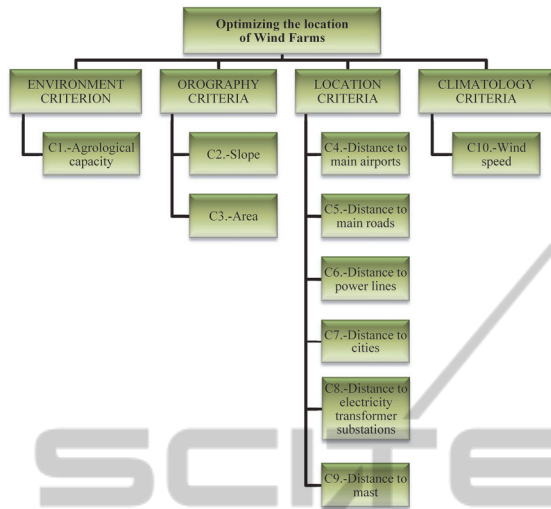 Optimizing the location
of Wind Farms
ENVIRONMENT
CRITERION
OROGRAPHY
CRITERIA
LOCATION
CRITERIA
CLIMATOLOGY
CRITERIA
C1.-Agrological
capacity
C2.-Slope
C3.-Area
C4.-Distance to
main airports
C5.-Distance to
main roads
C6.-Distance to
power lines
C7.-Distance to
cities
C8.-Distance to
electricity
transformer
substations
C9.-Distance to
mast
C10.-Wind
speed
SCITE